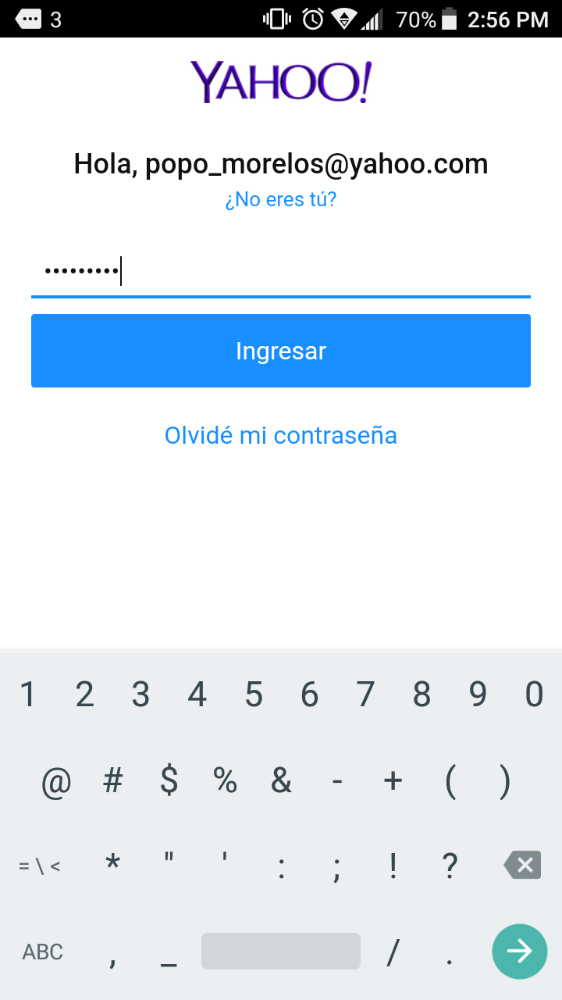 3 70% 2:56 PM
YAHOO!
Hola, popo_morelos@yahoo.com
¿No eres tú?
•••••••••
Ingresar
Olvidé mi contraseña
1 2 3 4 5 6 7 8 9 0
@ # $ % & - + ( )
= \ < * " ' : ; ! ?
ABC , _ / .